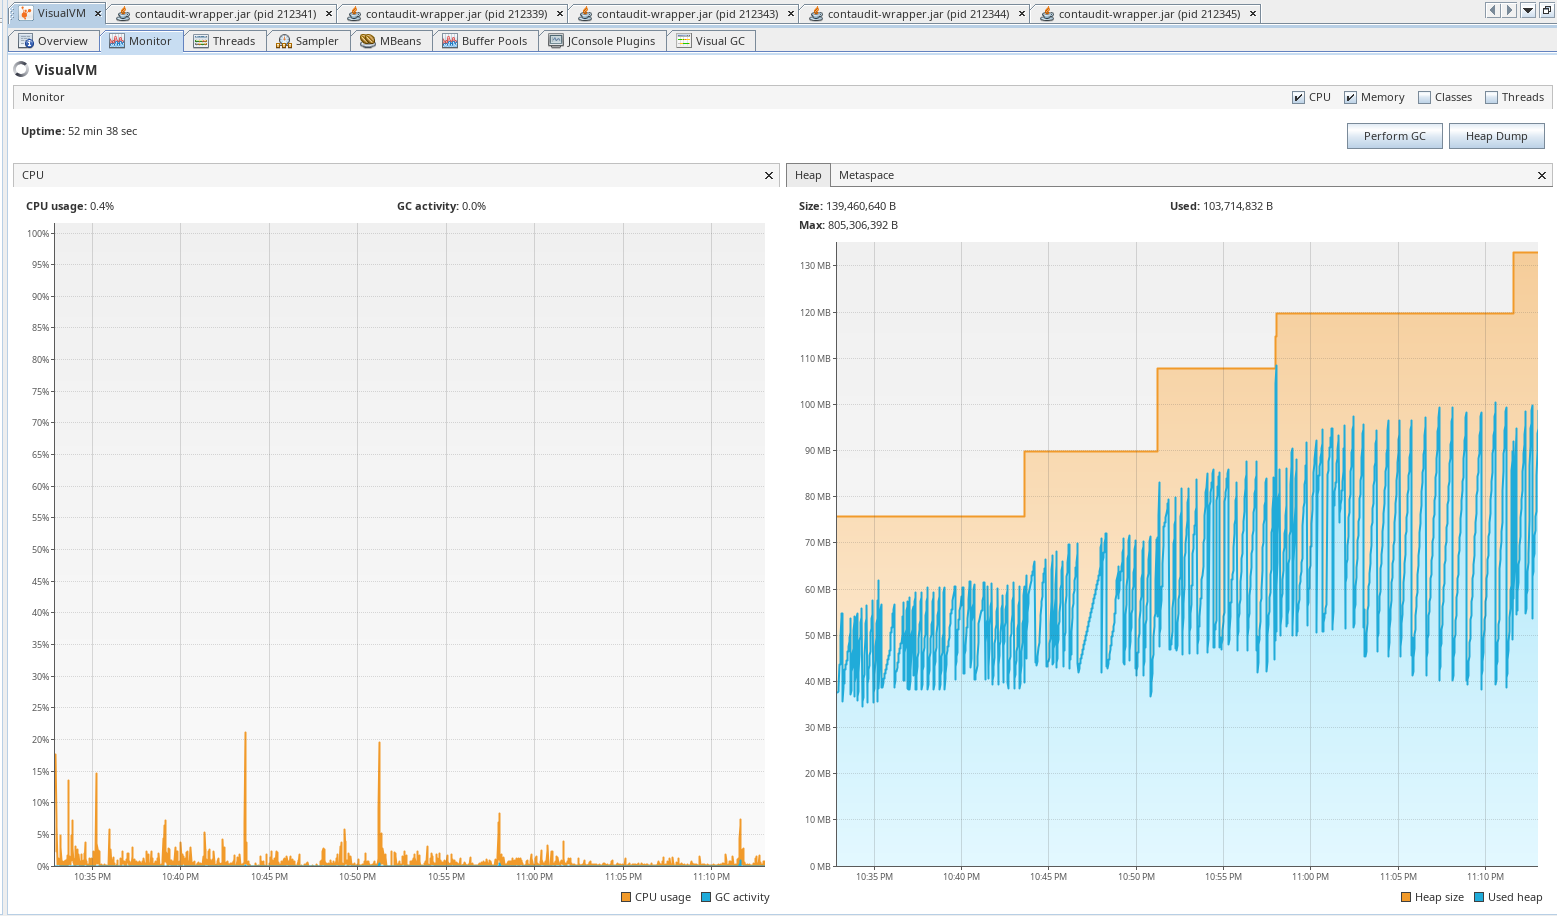 VisualVM contaudit-wrapper.jar (pid 212341) contaudit-wrapper.jar (pid 212339) contaudit-wrapper.jar (pid 212343) contaudit-wrapper.jar (pid 212344) contaudit-wrapper.jar (pid 212345)
Overview Monitor Threads Sampler MBeans Buffer Pools JConsole Plugins Visual GC
VisualVM
Monitor CPU Memory Classes Threads
Uptime: 52 min 38 sec
Perform GC Heap Dump
CPU
CPU usage: 0.4% GC activity: 0.0%
100%
95%
90%
85%
80%
75%
70%
65%
60%
55%
50%
45%
40%
35%
30%
25%
20%
15%
10%
5%
0%
10:35 PM 10:40 PM 10:45 PM 10:50 PM 10:55 PM 11:00 PM 11:05 PM 11:10 PM
CPU usage GC activity
Heap Metaspace
Size: 139,460,640 B Used: 103,714,832 B
Max: 805,306,392 B
130 MB
120 MB
110 MB
100 MB
90 MB
80 MB
70 MB
60 MB
50 MB
40 MB
30 MB
20 MB
10 MB
0 MB
10:35 PM 10:40 PM 10:45 PM 10:50 PM 10:55 PM 11:00 PM 11:05 PM 11:10 PM
Heap size Used heap